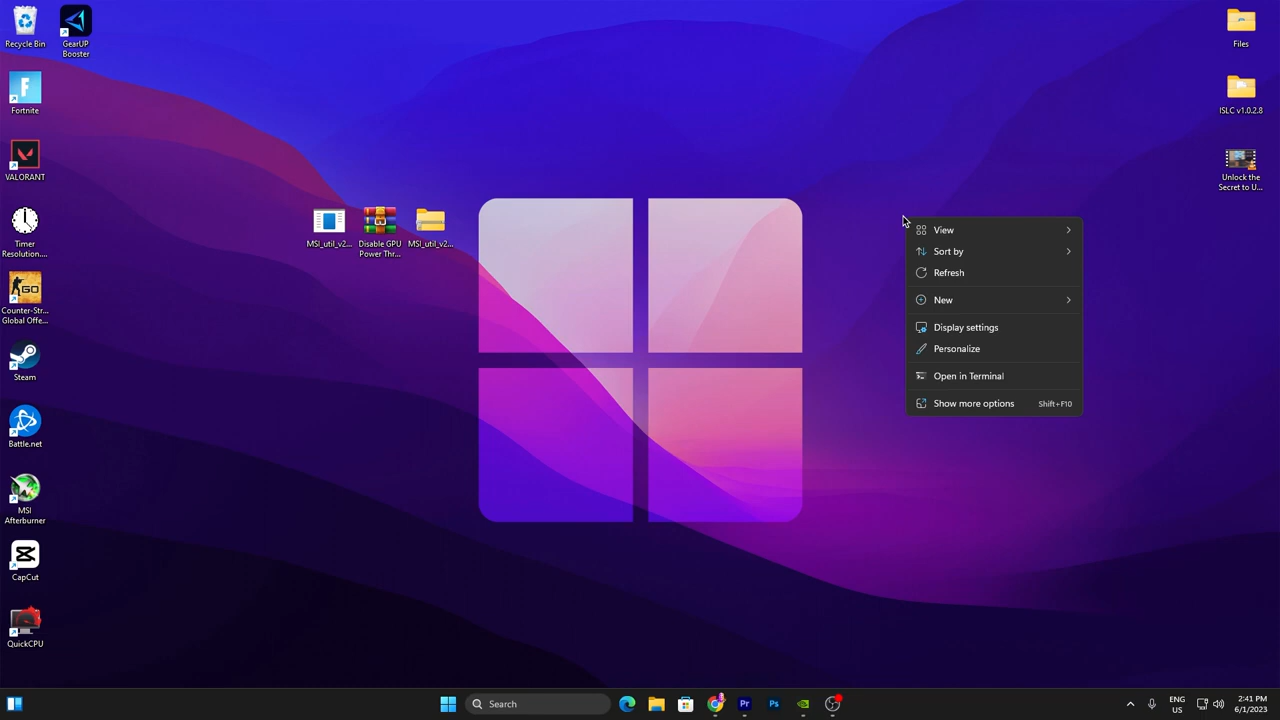 Recycle Bin
GearUP
Booster
Fortnite
VALORANT
Timer
Resolution....
Counter-Str...
Global Offe...
Steam
Battle.net
MSI
Afterburner
CapCut
QuickCPU
MSI_util_v2...
Disable GPU
Power Thr...
MSI_util_v2...
View
Sort by
Refresh
New
Display settings
Personalize
Open in Terminal
Show more options Shift+F10
Files
ISLC v1.0.2.8
Unlock the
Secret to U...
Search
Pr
Ps
ENG
US
2:41 PM
6/1/2023